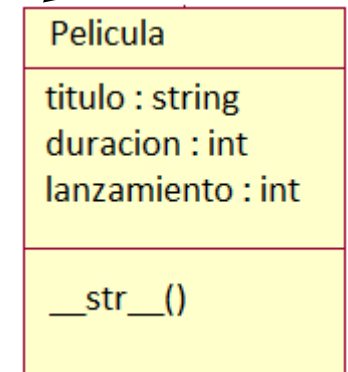 Pelicula
titulo : string
duracion : int
lanzamiento : int
__str__()